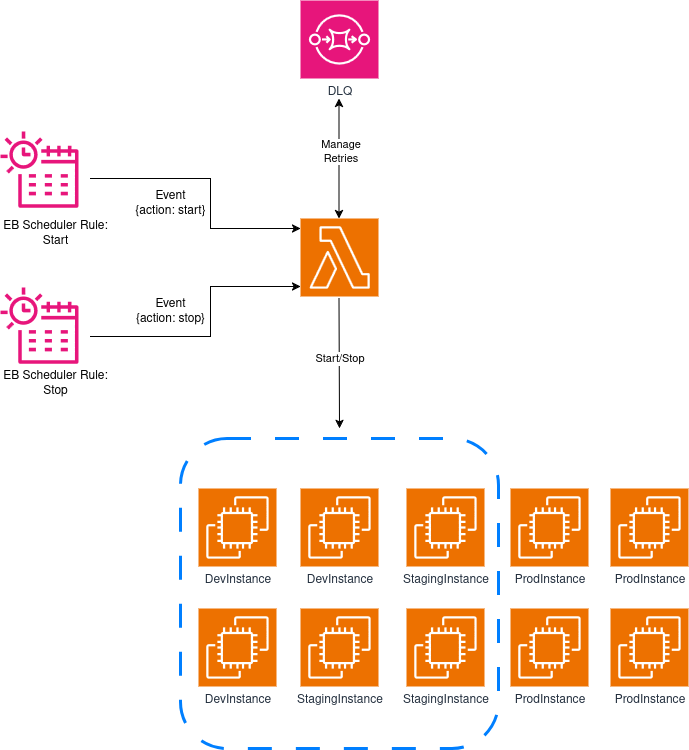 DLQ
Manage
Retries
Event
{action: start}
EB Scheduler Rule:
Start
Event
{action: stop}
EB Scheduler Rule:
Stop
Start/Stop
DevInstance
DevInstance
StagingInstance
ProdInstance
ProdInstance
DevInstance
StagingInstance
StagingInstance
ProdInstance
ProdInstance